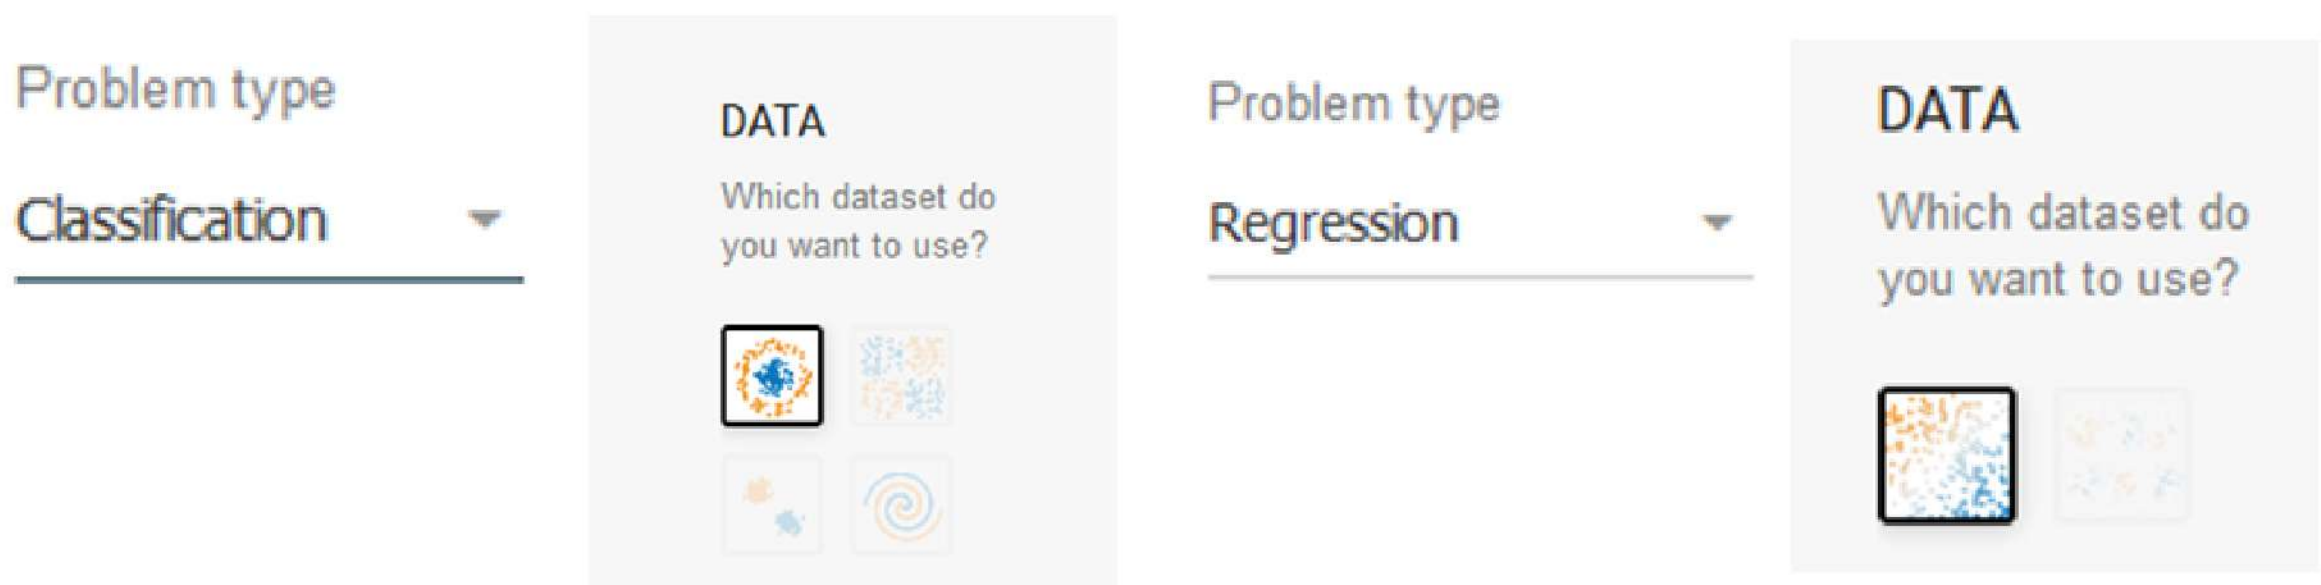 Problem type
Classification
DATA
Which dataset do
you want to use?
Problem type
Regression
DATA
Which dataset do
you want to use?